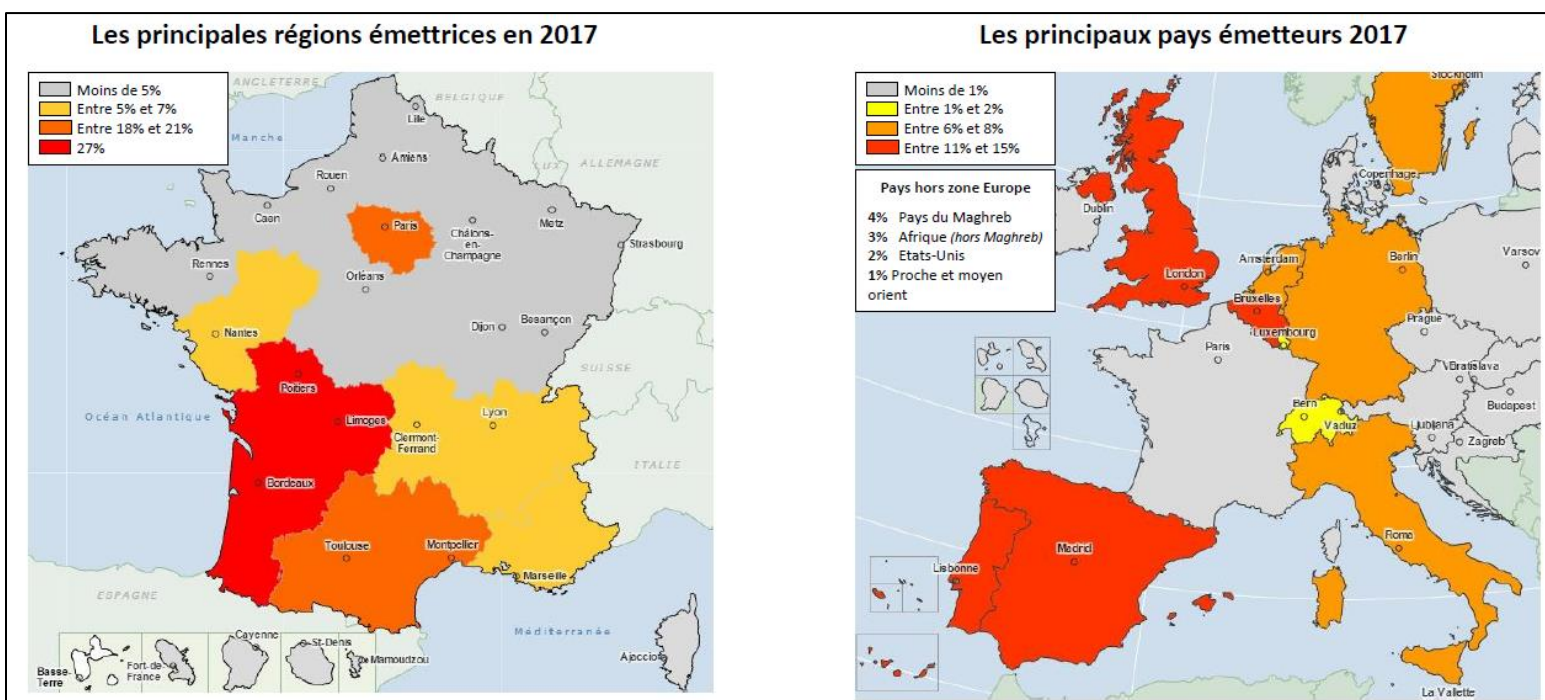 Les principales régions émettrices en 2017
Moins de 5%
Entre 5% et 7%
Entre 18% et 21%
27%
ANGLETERRE
BELGIQUE
Lille
Manche
Amiens
LUX
ALLEMAGNE
Rouen
Caen
Paris
Châlons-
en-
Champagne
Metz
Strasbourg
Rennes
Orléans
Dijon
Besançon
Nantes
SUISSE
Poitiers
Océan Atlantique
Limoges
Clermont-
Ferrand
Lyon
ITALIE
Bordeaux
Toulouse
Montpellier
Marseille
ESPAGNE
Méditerranée
Cayenne
St-Denis
Mamoudzou
Basse-
Terre
Fort-de-
France
Ajaccio
Les principaux pays émetteurs 2017
Moins de 1%
Entre 1% et 2%
Entre 6% et 8%
Entre 11% et 15%
Pays hors zone Europe
4% Pays du Maghreb
3% Afrique (hors Maghreb)
2% Etats-Unis
1% Proche et moyen
orient
Stockholm
Copenhage
Dublin
Amsterdam
Berlin
Varsov
London
Bruxelles
Luxembourg
Prague
Paris
Bratislava
Budapest
Bern
Vaduz
Ljubljana
Zagreb
Roma
Madrid
Lisbonne
La Vallette